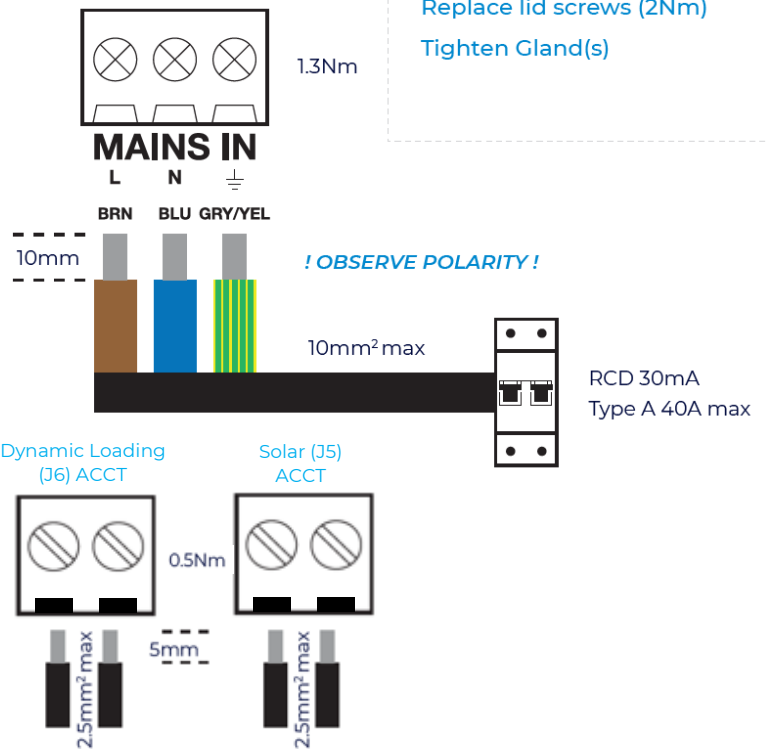 Replace lid screws (2Nm)
Tighten Gland(s)
1.3Nm
MAINS IN
L N
BRN BLU GRY/YEL
10mm
! OBSERVE POLARITY !
10mm² max
RCD 30mA
Type A 40A max
Dynamic Loading
(J6) ACCT
Solar (J5)
ACCT
0.5Nm
5mm
2.5mm² max
2.5mm² max